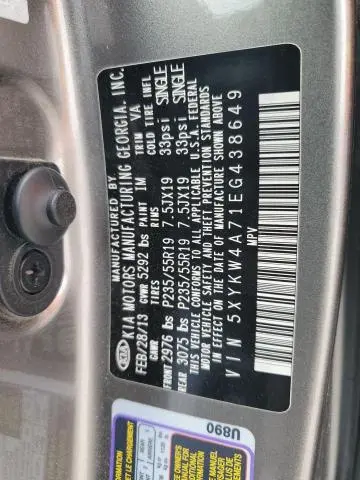 MANUFACTURED BY
KIA KIA MOTORS MANUFACTURING GEORGIA, INC.
FEB/28/13 PAINT IM TRIM VA
GVWR 5292 lbs
GAWR TIRES RIMS COLD TIRE INFL
FRONT 2976 lbs P235/55R19 7.5JX19 33psi SINGLE
REAR 3075 lbs P235/55R19 7.5JX19 33psi SINGLE
THIS VEHICLE CONFORMS TO ALL APPLICABLE U.S.A. FEDERAL
MOTOR VEHICLE SAFETY AND THEFT PREVENTION STANDARDS
IN EFFECT ON THE DATE OF MANUFACTURE SHOWN ABOVE
VIN 5XYKW4A71EG438649
MPV
U890